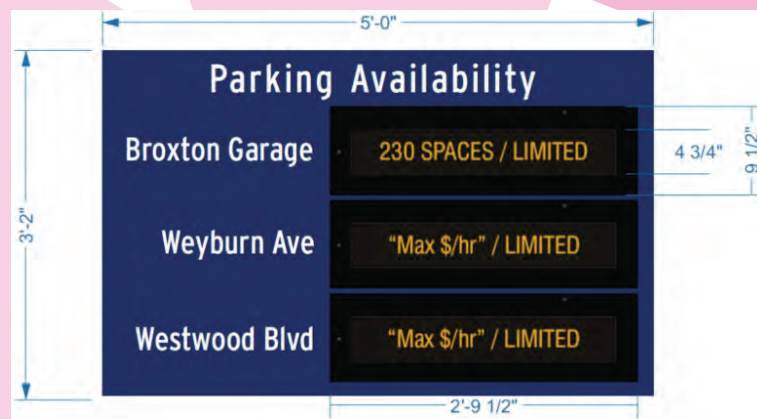 5'-0"
Parking Availability
Broxton Garage 230 SPACES / LIMITED
4 3/4"
9 1/2"
3'-2"
Weyburn Ave “Max $/hr” / LIMITED
Westwood Blvd “Max $/hr” / LIMITED
2'-9 1/2"